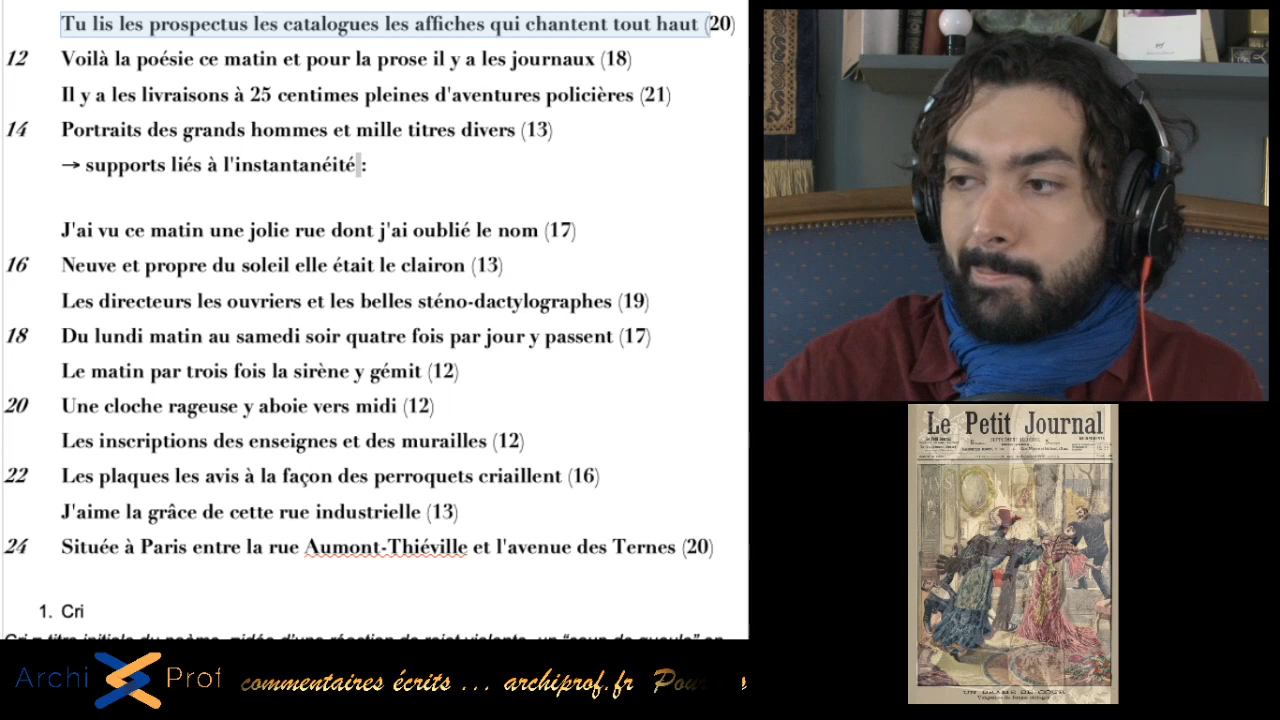 Tu lis les prospectus les catalogues les affiches qui chantent tout haut (20)
12 Voilà la poésie ce matin et pour la prose il y a les journaux (18)
Il y a les livraisons à 25 centimes pleines d'aventures policières (21)
14 Portraits des grands hommes et mille titres divers (13)
→ supports liés à l'instantanéité :
J'ai vu ce matin une jolie rue dont j'ai oublié le nom (17)
16 Neuve et propre du soleil elle était le clairon (13)
Les directeurs les ouvriers et les belles sténo-dactylographes (19)
18 Du lundi matin au samedi soir quatre fois par jour y passent (17)
Le matin par trois fois la sirène y gémit (12)
20 Une cloche rageuse y aboie vers midi (12)
Les inscriptions des enseignes et des murailles (12)
22 Les plaques les avis à la façon des perroquets criaillent (16)
J'aime la grâce de cette rue industrielle (13)
24 Située à Paris entre la rue Aumont-Thiéville et l'avenue des Ternes (20)
1. Cri
Le Petit Journal
UN DRAME DE COUR
Archi Prof
commentaires écrits ... archiprof.fr Pour